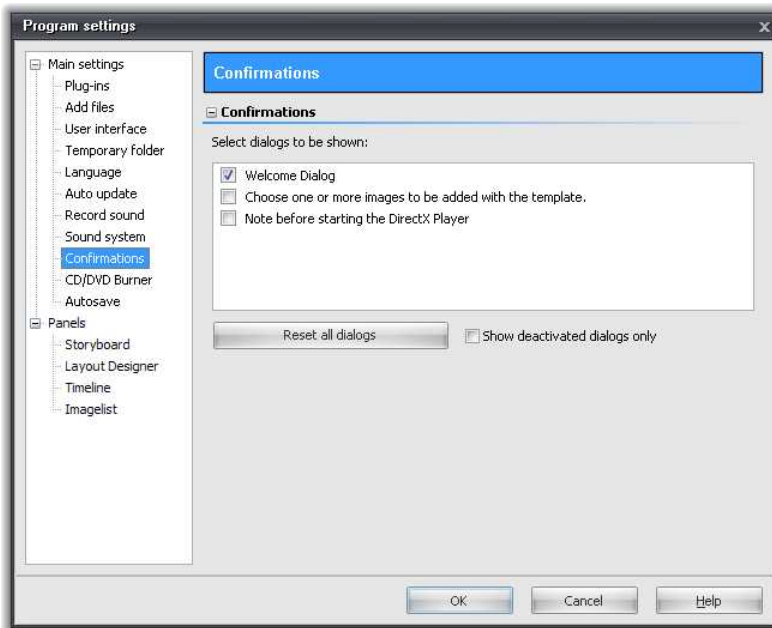 Program settings
x
Main settings
Plug-ins
Add files
User interface
Temporary folder
Language
Auto update
Record sound
Sound system
Confirmations
CD/DVD Burner
Autosave
Panels
Storyboard
Layout Designer
Timeline
Imagelist
Confirmations
Confirmations
Select dialogs to be shown:
Welcome Dialog
Choose one or more images to be added with the template.
Note before starting the DirectX Player
Reset all dialogs
Show deactivated dialogs only
OK
Cancel
Help